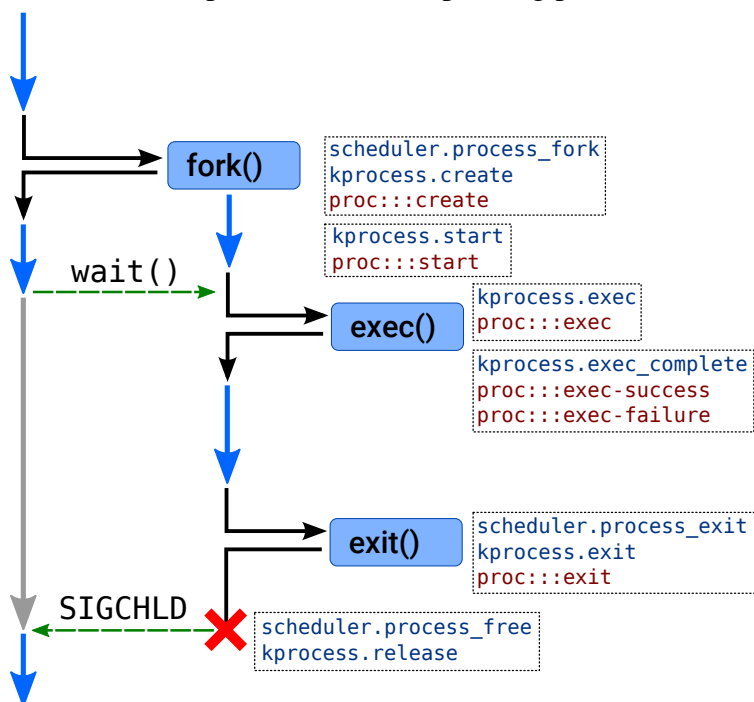 fork()
scheduler.process_fork
kprocess.create
proc:::create
kprocess.start
proc:::start
wait()
exec()
kprocess.exec
proc:::exec
kprocess.exec_complete
proc:::exec-success
proc:::exec-failure
exit()
scheduler.process_exit
kprocess.exit
proc:::exit
SIGCHLD
scheduler.process_free
kprocess.release